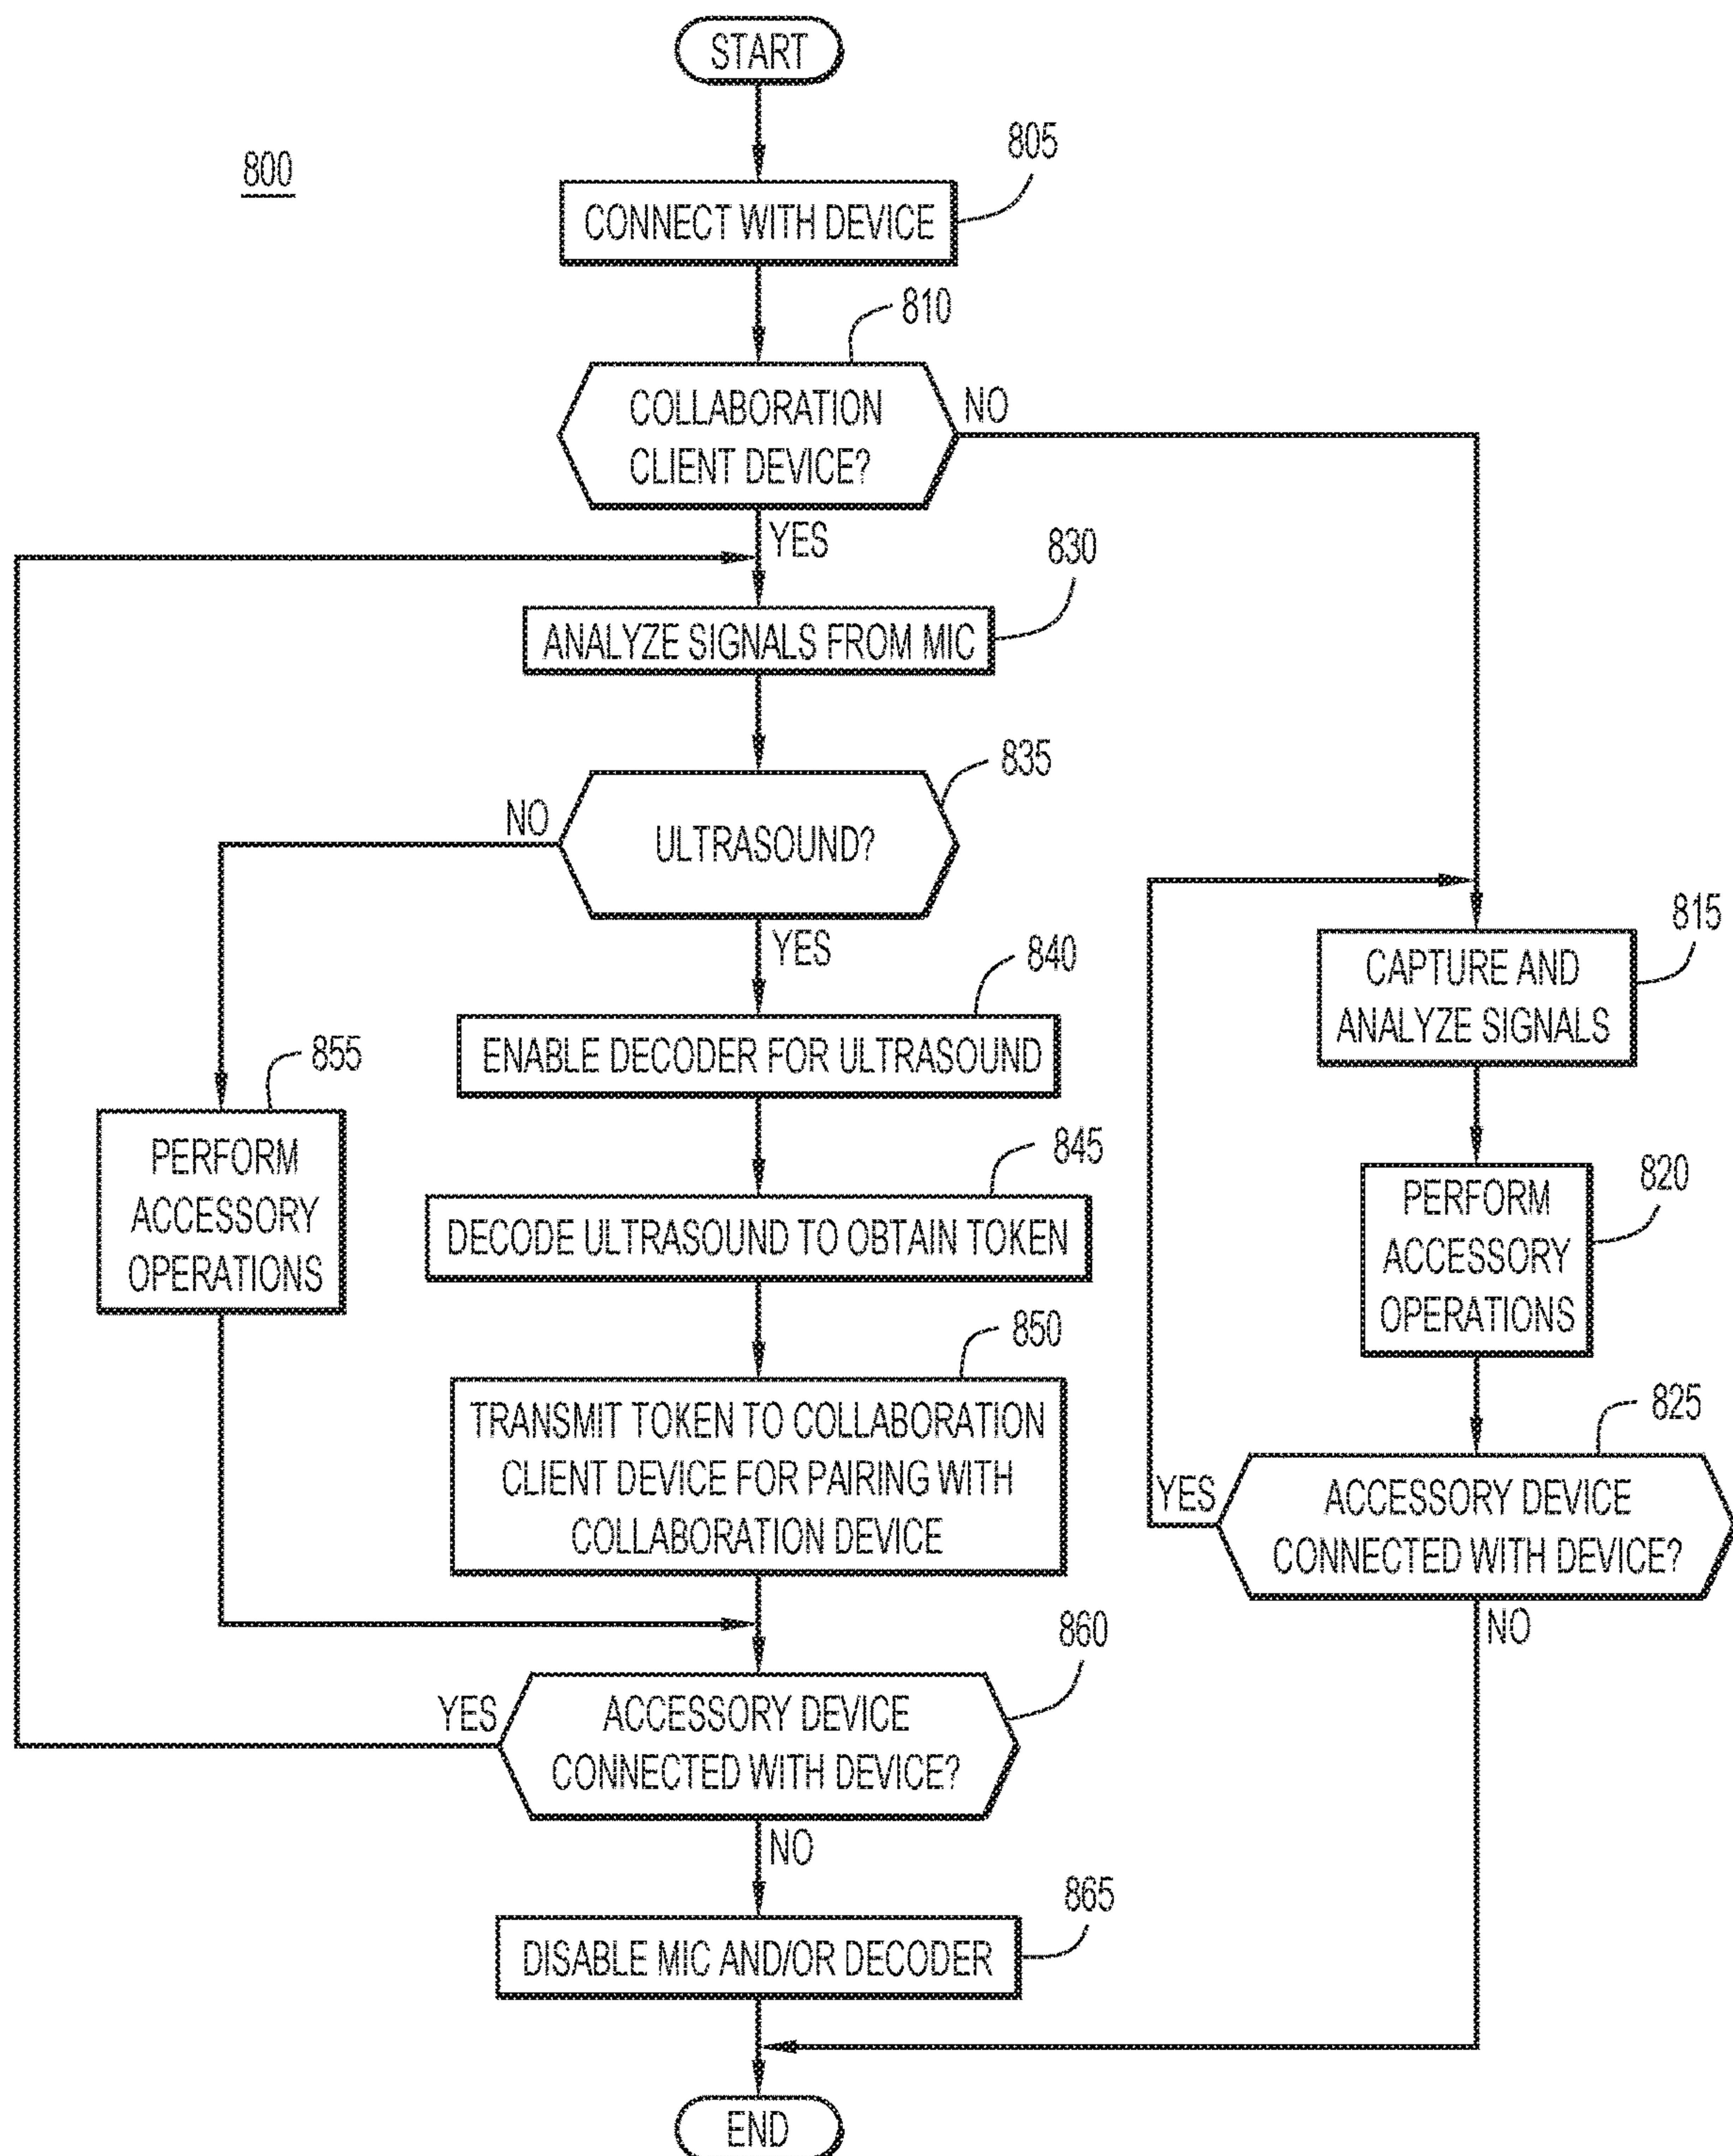 START
800
805
CONNECT WITH DEVICE
810
COLLABORATION
CLIENT DEVICE?
NO
YES
830
ANALYZE SIGNALS FROM MIC
835
NO
ULTRASOUND?
YES
815
CAPTURE AND
ANALYZE SIGNALS
840
ENABLE DECODER FOR ULTRASOUND
855
PERFORM
ACCESSORY
OPERATIONS
845
DECODE ULTRASOUND TO OBTAIN TOKEN
820
PERFORM
ACCESSORY
OPERATIONS
850
TRANSMIT TOKEN TO COLLABORATION
CLIENT DEVICE FOR PAIRING WITH
COLLABORATION DEVICE
825
YES
ACCESSORY DEVICE
CONNECTED WITH DEVICE?
NO
860
YES
ACCESSORY DEVICE
CONNECTED WITH DEVICE?
NO
865
DISABLE MIC AND/OR DECODER
END